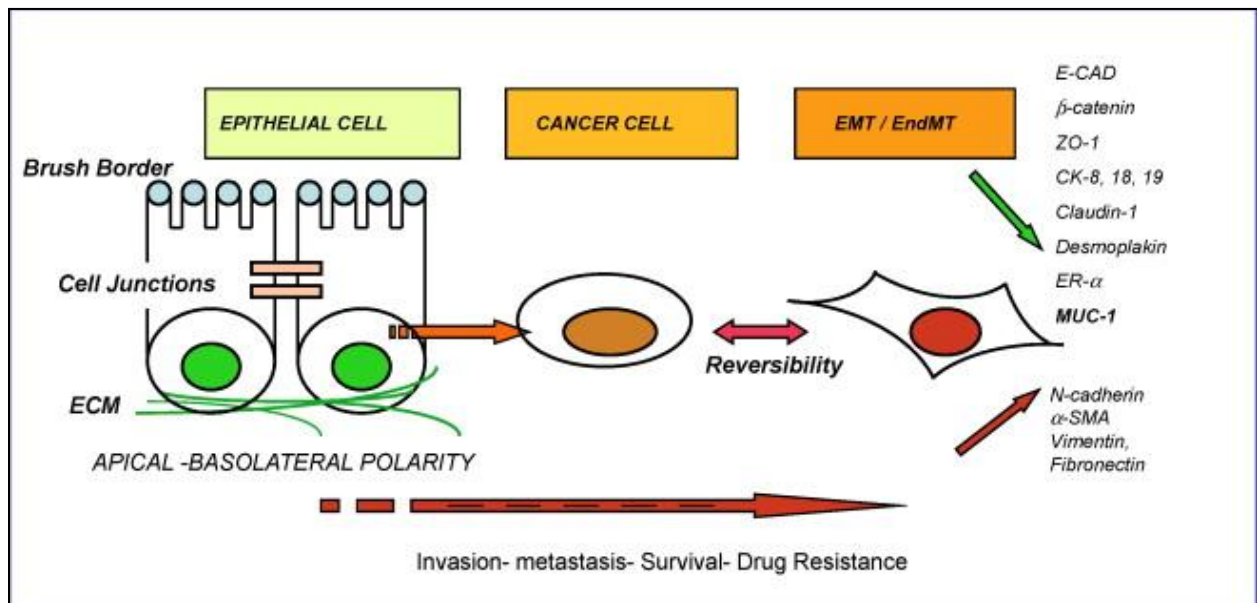 EPITHELIAL CELL
CANCER CELL
EMT / EndMT
E-CAD
β-catenin
ZO-1
CK-8, 18, 19
Claudin-1
Desmoplakin
ER-α
MUC-1
Brush Border
Cell Junctions
Reversibility
ECM
N-cadherin
α-SMA
Vimentin,
Fibronectin
APICAL -BASOLATERAL POLARITY
Invasion- metastasis- Survival- Drug Resistance